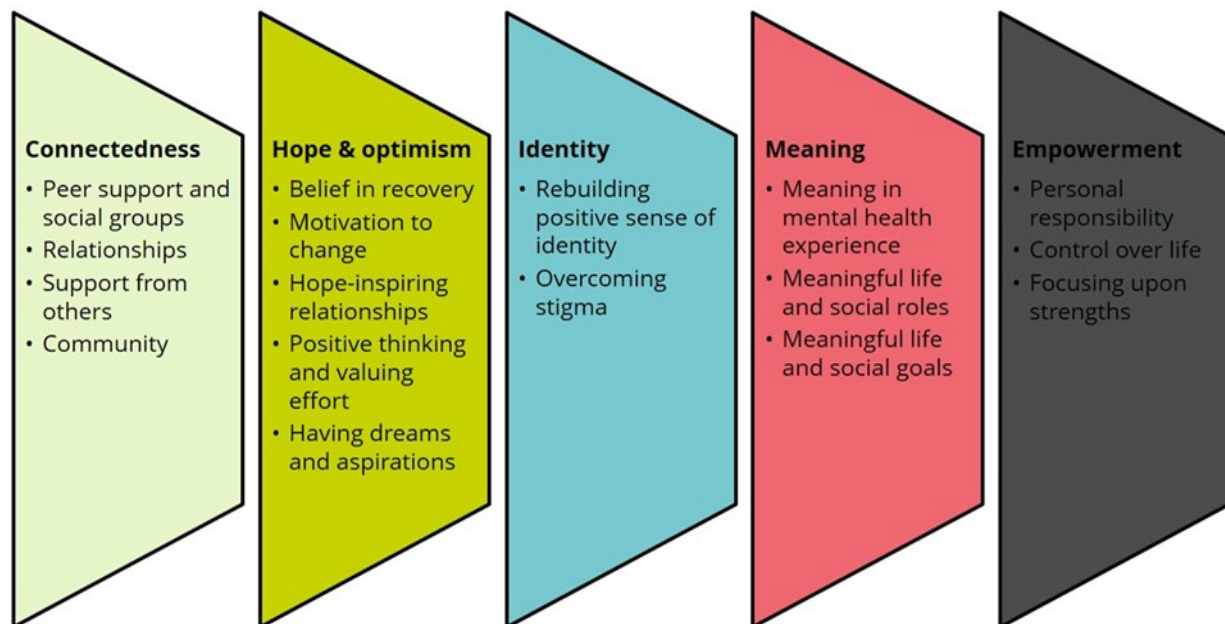 Connectedness
• Peer support and
social groups
• Relationships
• Support from
others
• Community
Hope & optimism
• Belief in recovery
• Motivation to
change
• Hope-inspiring
relationships
• Positive thinking
and valuing
effort
• Having dreams
and aspirations
Identity
• Rebuilding
positive sense of
identity
• Overcoming
stigma
Meaning
• Meaning in
mental health
experience
• Meaningful life
and social roles
• Meaningful life
and social goals
Empowerment
• Personal
responsibility
• Control over life
• Focusing upon
strengths